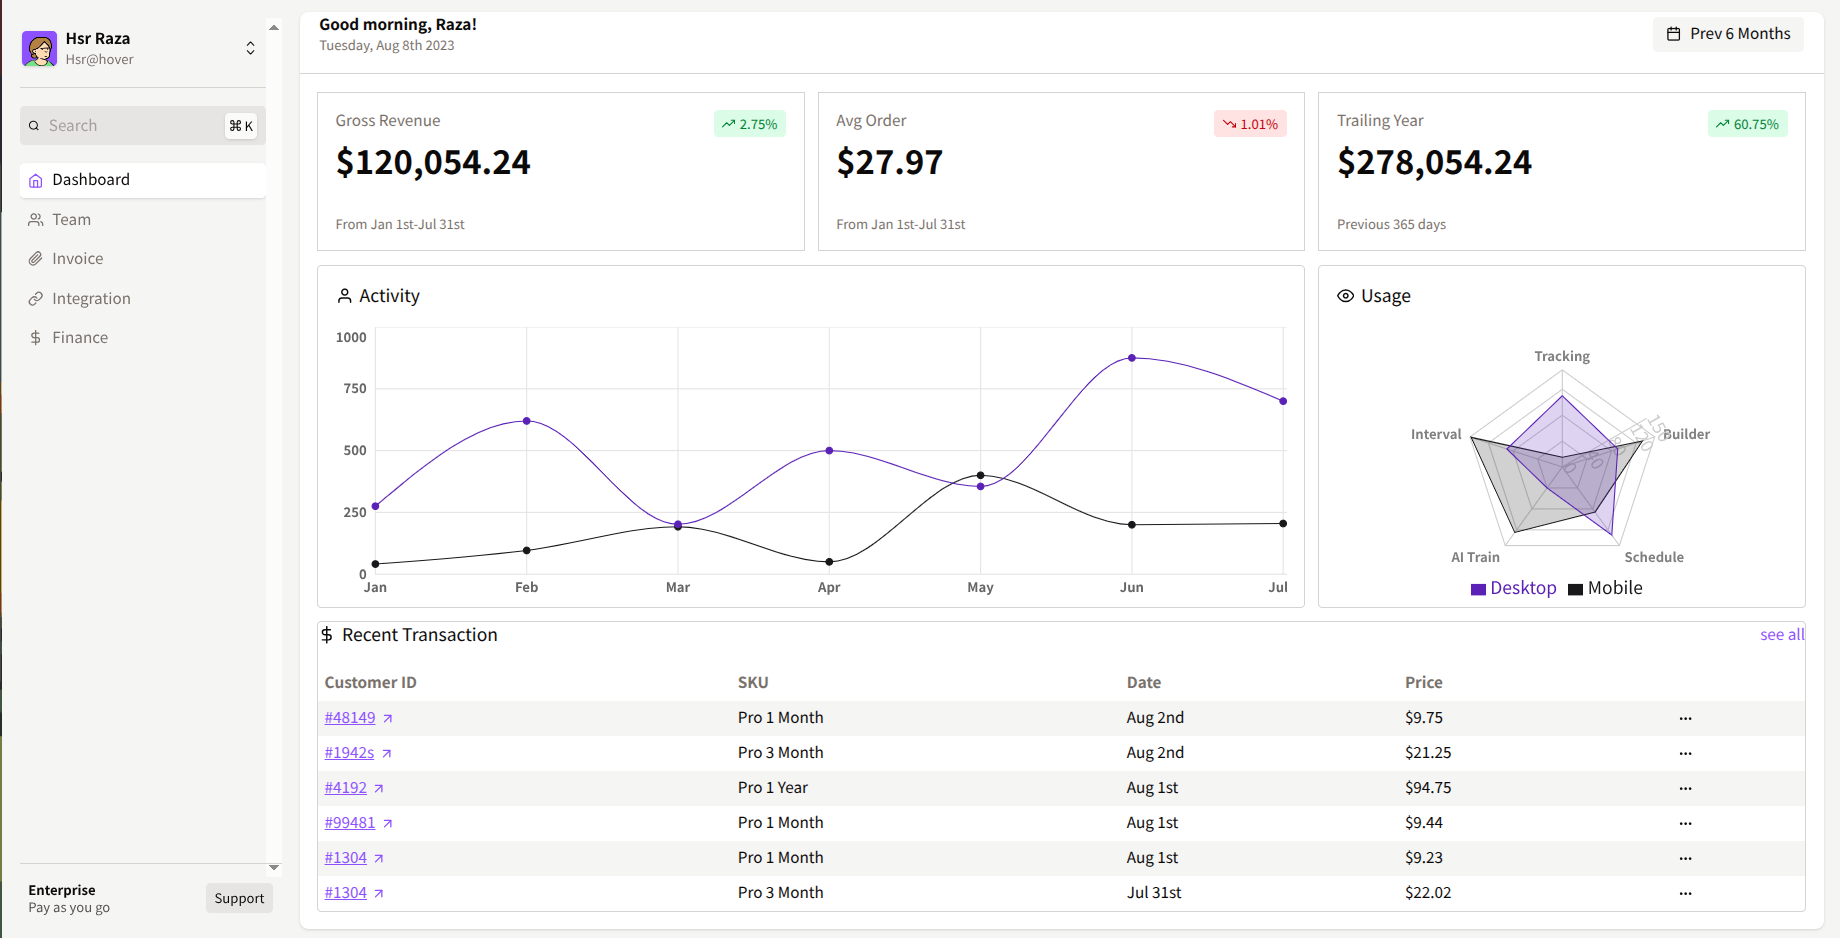 Hsr Raza
Hsr@hover
Search
⌘ K
Dashboard
Team
Invoice
Integration
Finance
Enterprise
Pay as you go
Support
Good morning, Raza!
Tuesday, Aug 8th 2023
Prev 6 Months
Gross Revenue
2.75%
$120,054.24
From Jan 1st-Jul 31st
Avg Order
1.01%
$27.97
From Jan 1st-Jul 31st
Trailing Year
60.75%
$278,054.24
Previous 365 days
Activity
1000
750
500
250
0
Jan Feb Mar Apr May Jun Jul
Usage
Tracking
Interval
Builder
AI Train
Schedule
Desktop Mobile
$ Recent Transaction
see all
Customer ID SKU Date Price
#48149 Pro 1 Month Aug 2nd $9.75 ...
#1942s Pro 3 Month Aug 2nd $21.25 ...
#4192 Pro 1 Year Aug 1st $94.75 ...
#99481 Pro 1 Month Aug 1st $9.44 ...
#1304 Pro 1 Month Aug 1st $9.23 ...
#1304 Pro 3 Month Jul 31st $22.02 ...